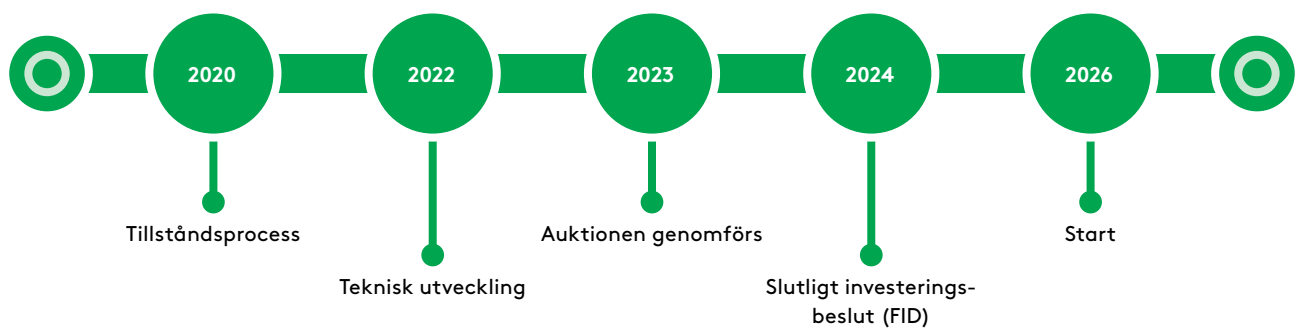 2020
2022
2023
2024
2026
Tillståndsprocess
Auktionen genomförs
Start
Teknisk utveckling
Slutligt investerings-
beslut (FID)